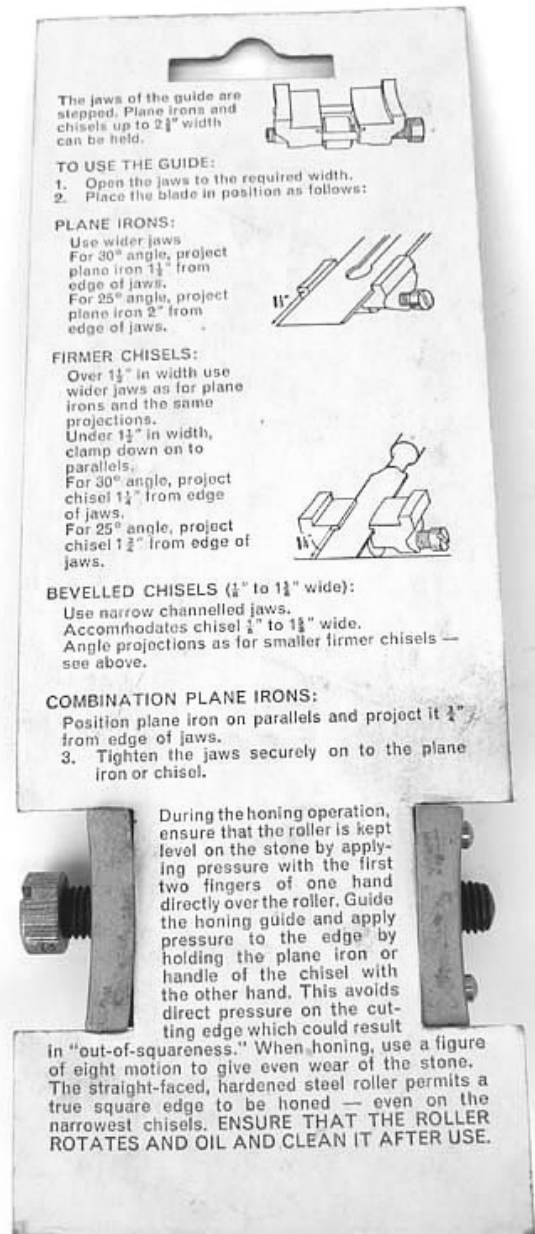 The jaws of the guide are
stepped. Plane irons and
chisels up to 2⅝" width
can be held.
TO USE THE GUIDE:
1. Open the jaws to the required width.
2. Place the blade in position as follows:
PLANE IRONS:
Use wider jaws
For 30° angle, project
plane iron 1½" from
edge of jaws.
For 25° angle, project
plane iron 2" from
edge of jaws.
1½"
FIRMER CHISELS:
Over 1½" in width use
wider jaws as for plane
irons and the same
projections.
Under 1½" in width,
clamp down on to
parallels.
For 30° angle, project
chisel 1¼" from edge
of jaws.
For 25° angle, project
chisel 1¾" from edge of
jaws.
1¼"
BEVELLED CHISELS (⅛" to 1⅝" wide):
Use narrow channelled jaws.
Accommodates chisel ⅛" to 1⅝" wide.
Angle projections as for smaller firmer chisels —
see above.
COMBINATION PLANE IRONS:
Position plane iron on parallels and project it ¾"
from edge of jaws.
3. Tighten the jaws securely on to the plane
iron or chisel.
During the honing operation,
ensure that the roller is kept
level on the stone by apply-
ing pressure with the first
two fingers of one hand
directly over the roller. Guide
the honing guide and apply
pressure to the edge by
holding the plane iron or
handle of the chisel with
the other hand. This avoids
direct pressure on the cut-
ting edge which could result
in "out-of-squareness." When honing, use a figure
of eight motion to give even wear of the stone.
The straight-faced, hardened steel roller permits a
true square edge to be honed — even on the
narrowest chisels. ENSURE THAT THE ROLLER
ROTATES AND OIL AND CLEAN IT AFTER USE.